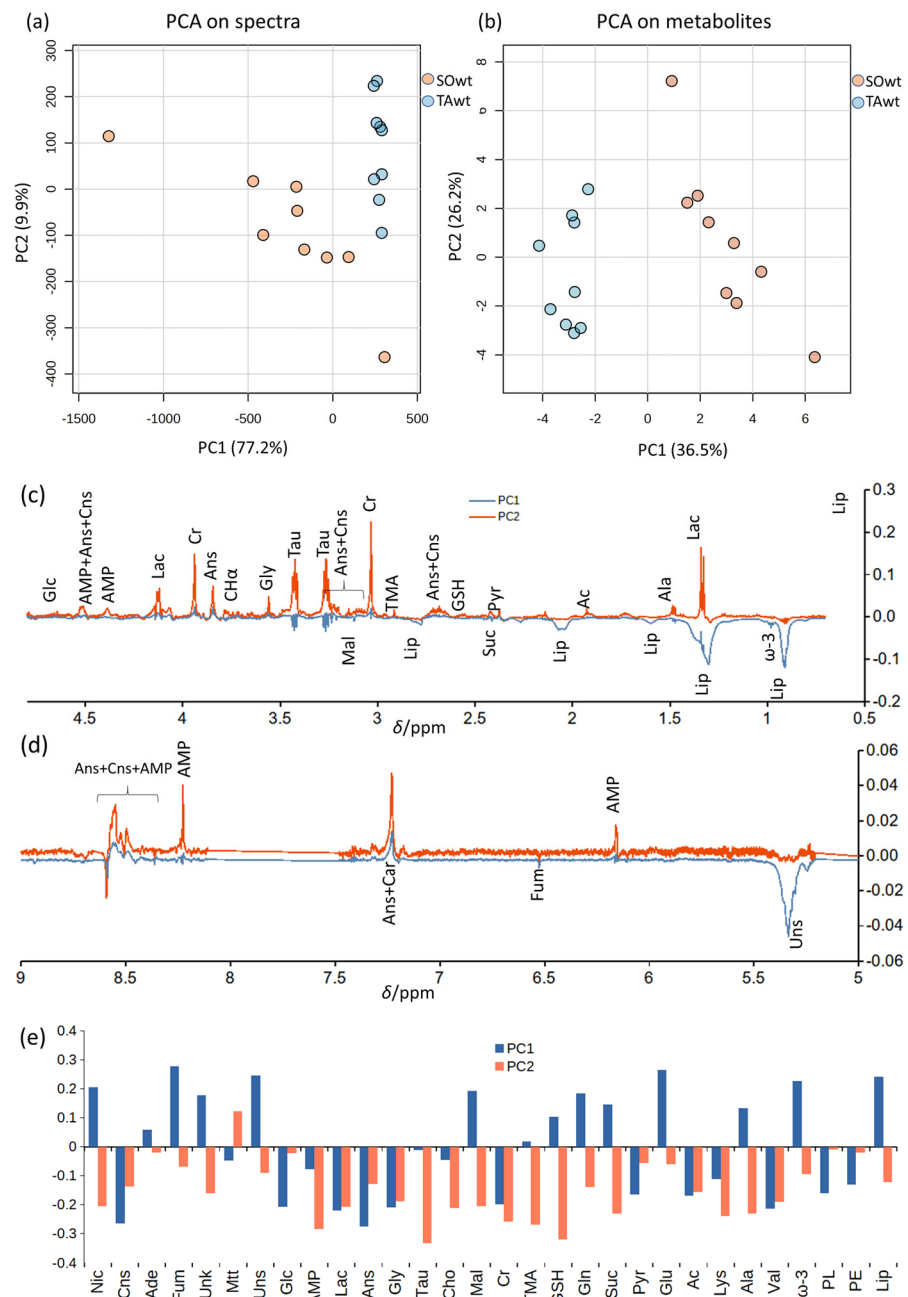 (a) PCA on spectra
300
200
100
0
100
-200
-300
-400
PC2 (9.9%)
-1500 -1000 -500 0 500
PC1 (77.2%)
SOwt
TAwt
(b) PCA on metabolites
8
4
2
0
-2
-4
PC2 (26.2%)
-4 -2 0 2 4 6
PC1 (36.5%)
SOwt
TAwt
(c)
PC1
PC2
Glc
AMP+Ans+Cns
AMP
Lac
Cr
Ans
CHα
Gly
Tau
Tau
Ans+Cns
Mal
Cr
TMA
Lip
Ans+Cns
GSH
Suc
Pyr
Lip
Ac
Lip
Ala
Lac
Lip
ω-3
Lip
Lip
0.3
0.2
0.1
0
-0.1
-0.2
4.5 4 3.5 3 2.5 2 1.5 1 0.5
δ/ppm
(d)
Ans+Cns+AMP
AMP
Ans+Car
Fum
AMP
Uns
0.06
0.04
0.02
0.00
-0.02
-0.04
-0.06
9 8.5 8 7.5 7 6.5 6 5.5 5
δ/ppm
(e)
PC1
PC2
0.4
0.3
0.2
0.1
0
-0.1
-0.2
-0.3
-0.4
Nic Cns Ade Fum Unk Mtt Uns Glc AMP Lac Ans Gly Tau Cho Mal Cr TMA GSH Gln Suc Pyr Glu Ac Lys Ala Val ω-3 PL PE Lip